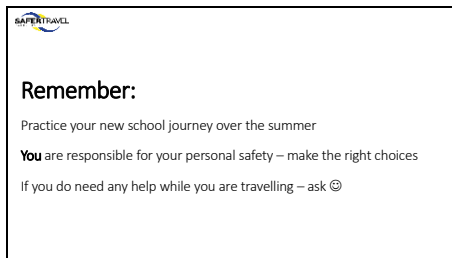 SAFERTRAVEL
Remember:
Practice your new school journey over the summer
You are responsible for your personal safety – make the right choices
If you do need any help while you are travelling – ask ☺